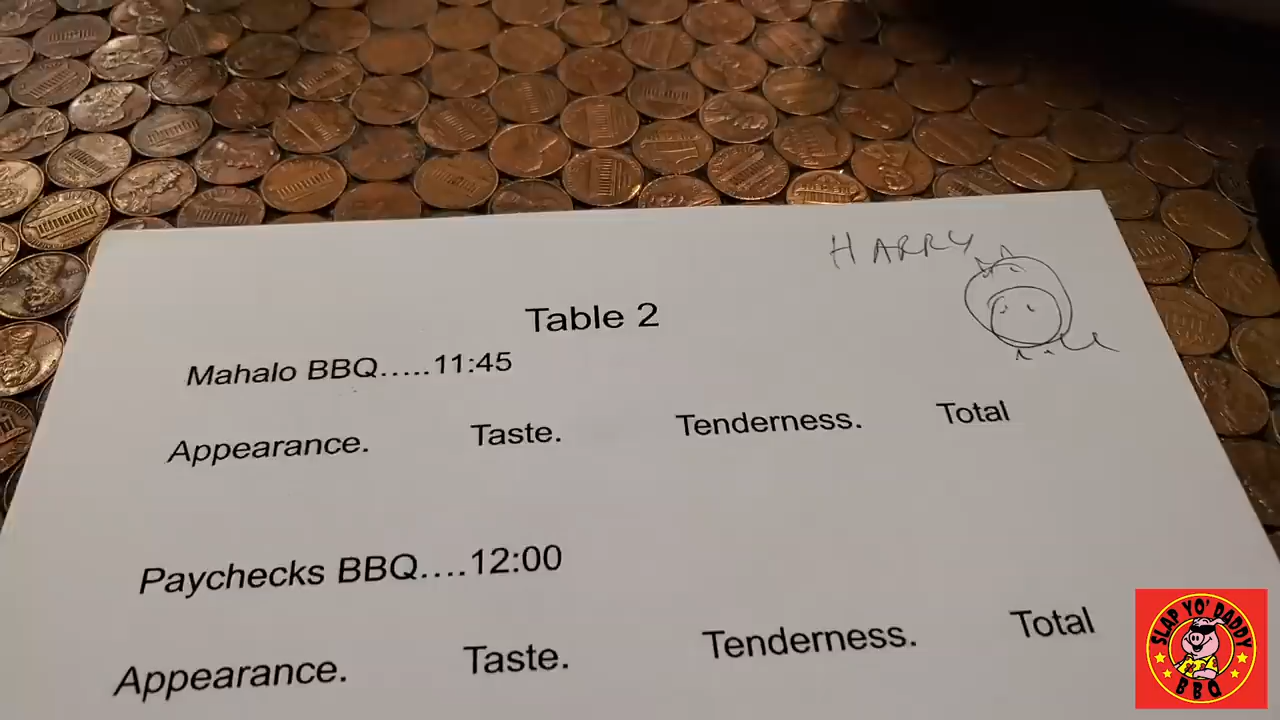 HARRY
Table 2
Mahalo BBQ.....11:45
Appearance. Taste. Tenderness. Total
Paychecks BBQ....12:00
Appearance. Taste. Tenderness. Total
SLAP YO' DADDY
BBQ